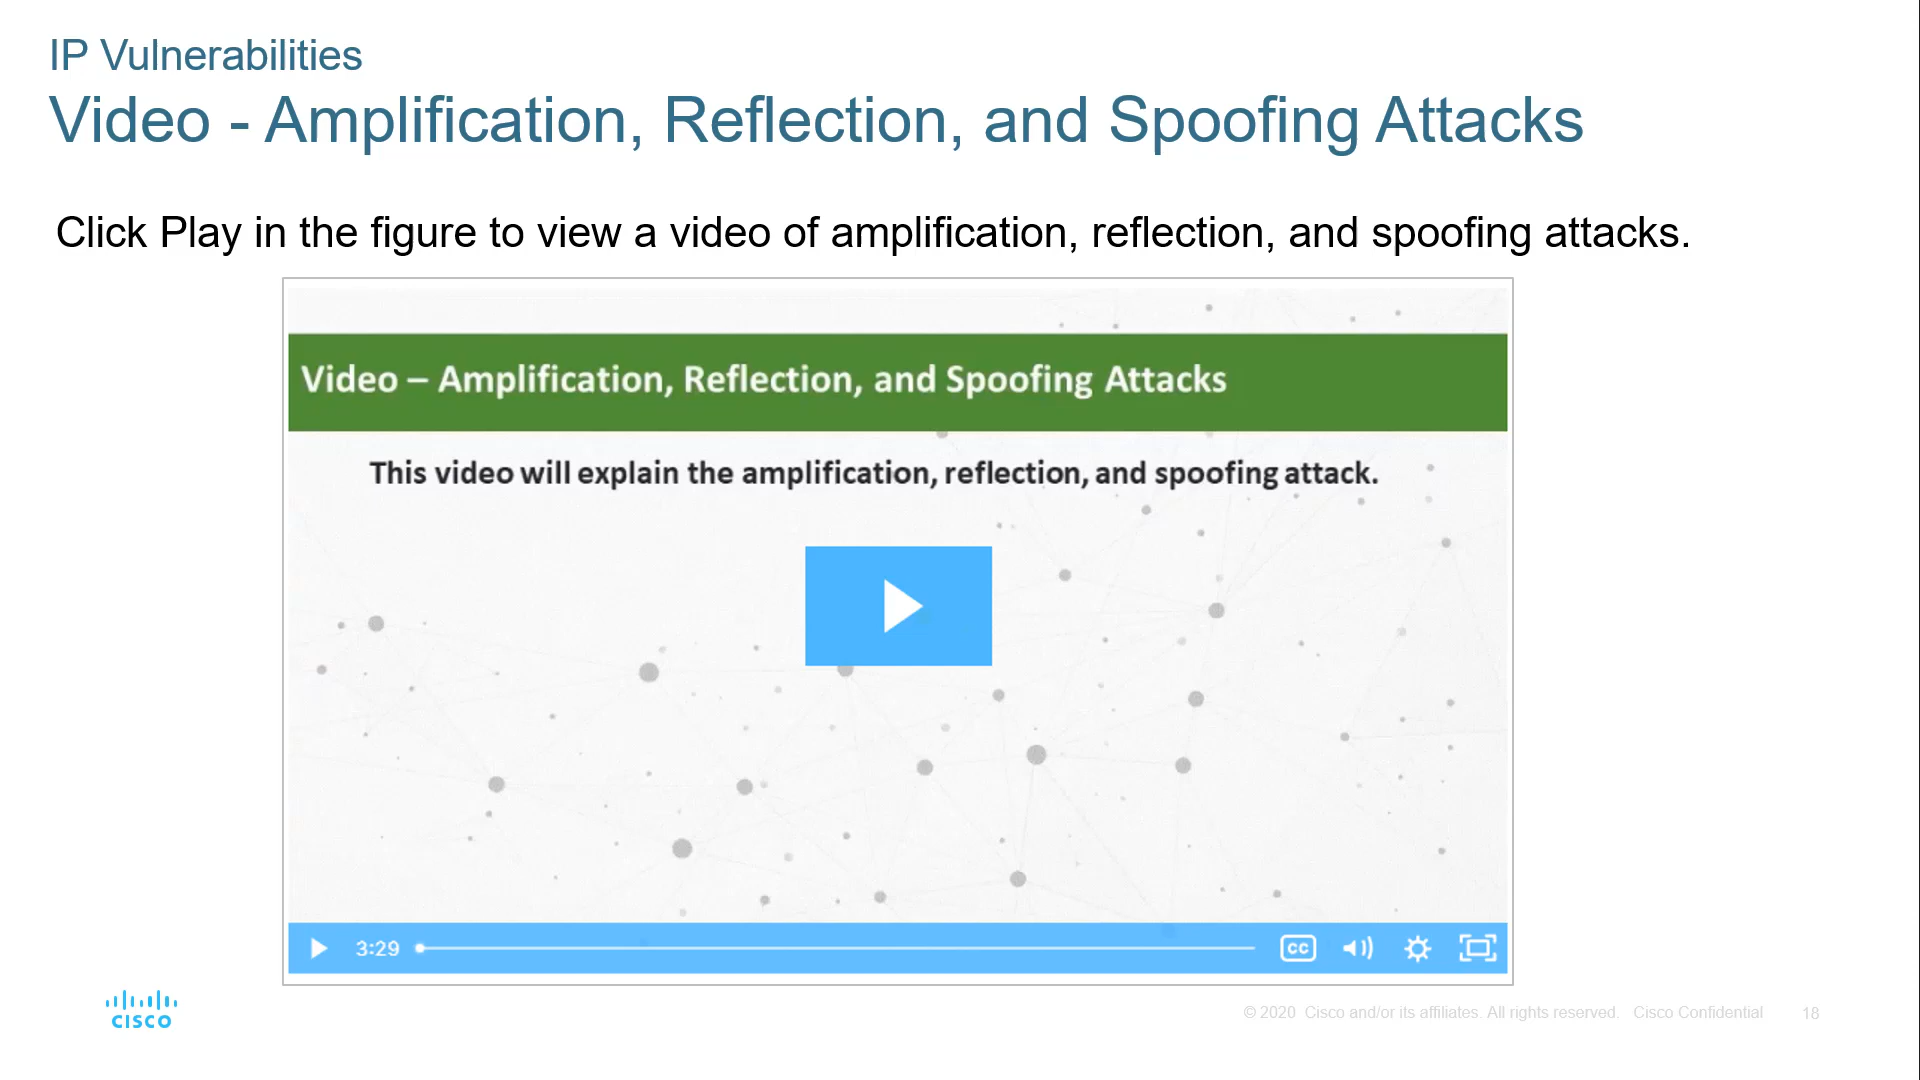 IP Vulnerabilities
Video - Amplification, Reflection, and Spoofing Attacks
Click Play in the figure to view a video of amplification, reflection, and spoofing attacks.
Video – Amplification, Reflection, and Spoofing Attacks
This video will explain the amplification, reflection, and spoofing attack.
3:29
CC
CISCO
© 2020 Cisco and/or its affiliates. All rights reserved. Cisco Confidential
18